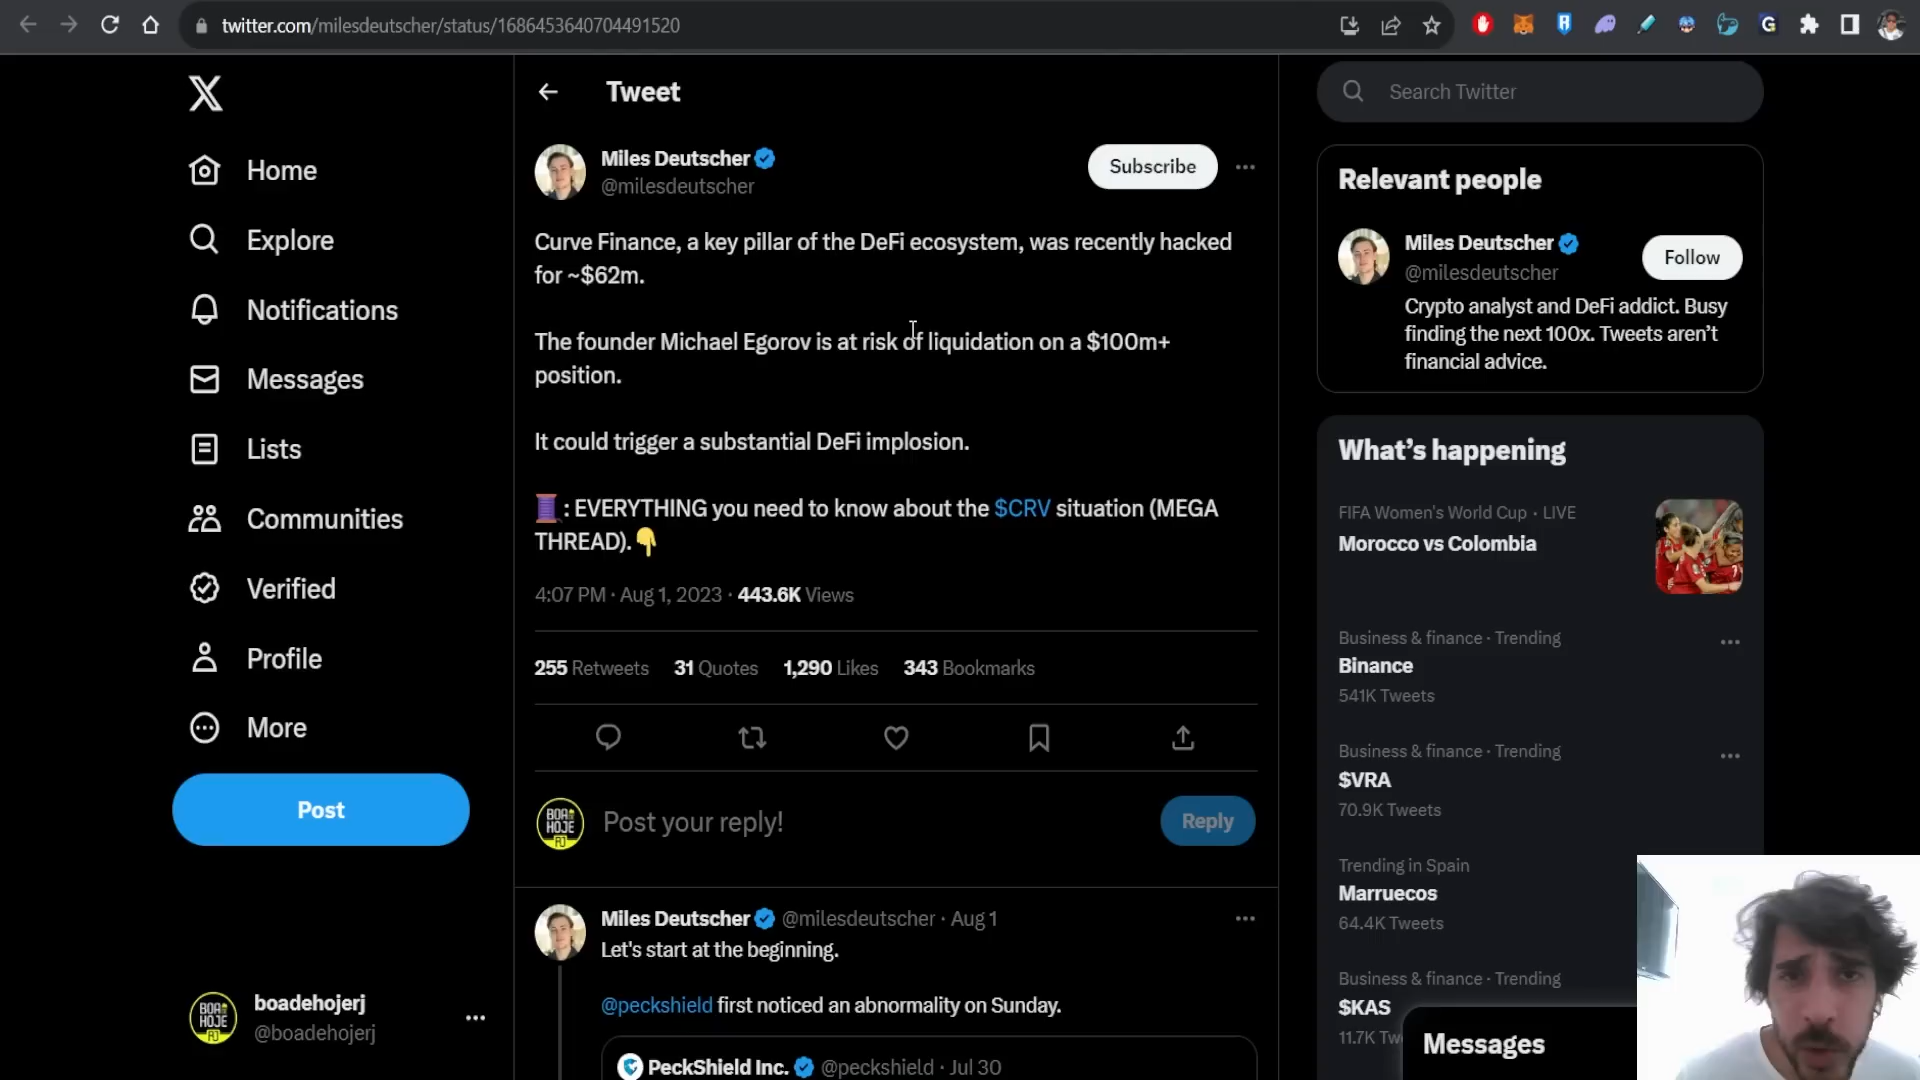 twitter.com/milesdeutscher/status/1686453640704491520
Home
Explore
Notifications
Messages
Lists
Communities
Verified
Profile
More
Post
boadehojerj
@boadehojerj
Tweet
Miles Deutscher
@milesdeutscher
Subscribe
Curve Finance, a key pillar of the DeFi ecosystem, was recently hacked
for ~$62m.
The founder Michael Egorov is at risk of liquidation on a $100m+
position.
It could trigger a substantial DeFi implosion.
🧵: EVERYTHING you need to know about the $CRV situation (MEGA
THREAD).👇
4:07 PM · Aug 1, 2023 · 443.6K Views
255 Retweets 31 Quotes 1,290 Likes 343 Bookmarks
BOA
HOJE
RJ
Post your reply!
Reply
Miles Deutscher @milesdeutscher · Aug 1
Let's start at the beginning.
@peckshield first noticed an abnormality on Sunday.
PeckShield Inc. @peckshield · Jul 30
Search Twitter
Relevant people
Miles Deutscher
@milesdeutscher
Follow
Crypto analyst and DeFi addict. Busy
finding the next 100x. Tweets aren’t
financial advice.
What’s happening
FIFA Women's World Cup · LIVE
Morocco vs Colombia
Business & finance · Trending
Binance
541K Tweets
Business & finance · Trending
$VRA
70.9K Tweets
Trending in Spain
Marruecos
64.4K Tweets
Business & finance · Trending
$KAS
11.7K
Messages